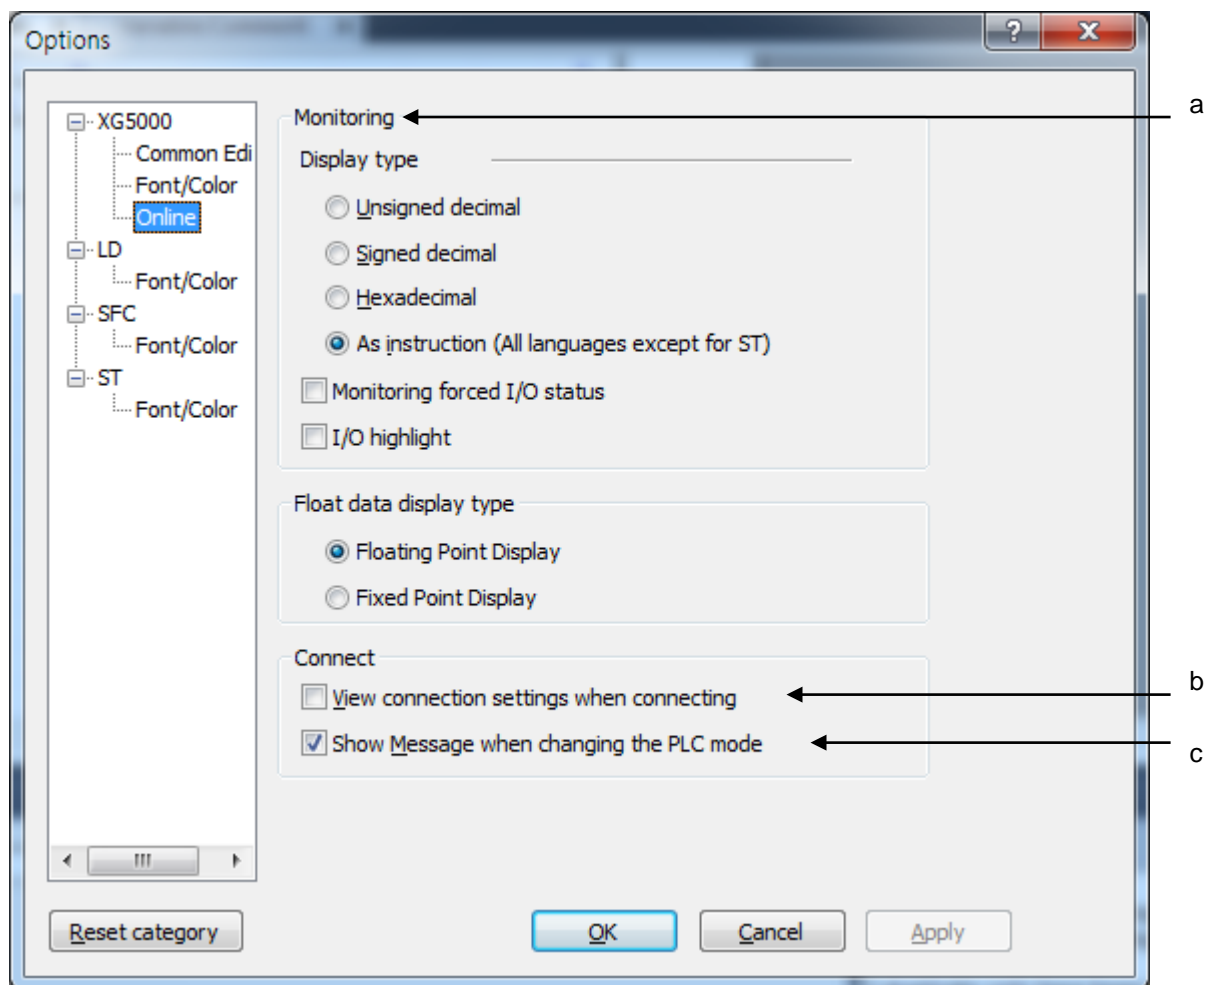 Options
?
X
a
XG5000
Common Edi
Font/Color
Online
LD
Font/Color
SFC
Font/Color
ST
Font/Color
Monitoring
Display type
Unsigned decimal
Signed decimal
Hexadecimal
As instruction (All languages except for ST)
Monitoring forced I/O status
I/O highlight
Float data display type
Floating Point Display
Fixed Point Display
Connect
View connection settings when connecting
b
Show Message when changing the PLC mode
c
Reset category
OK
Cancel
Apply